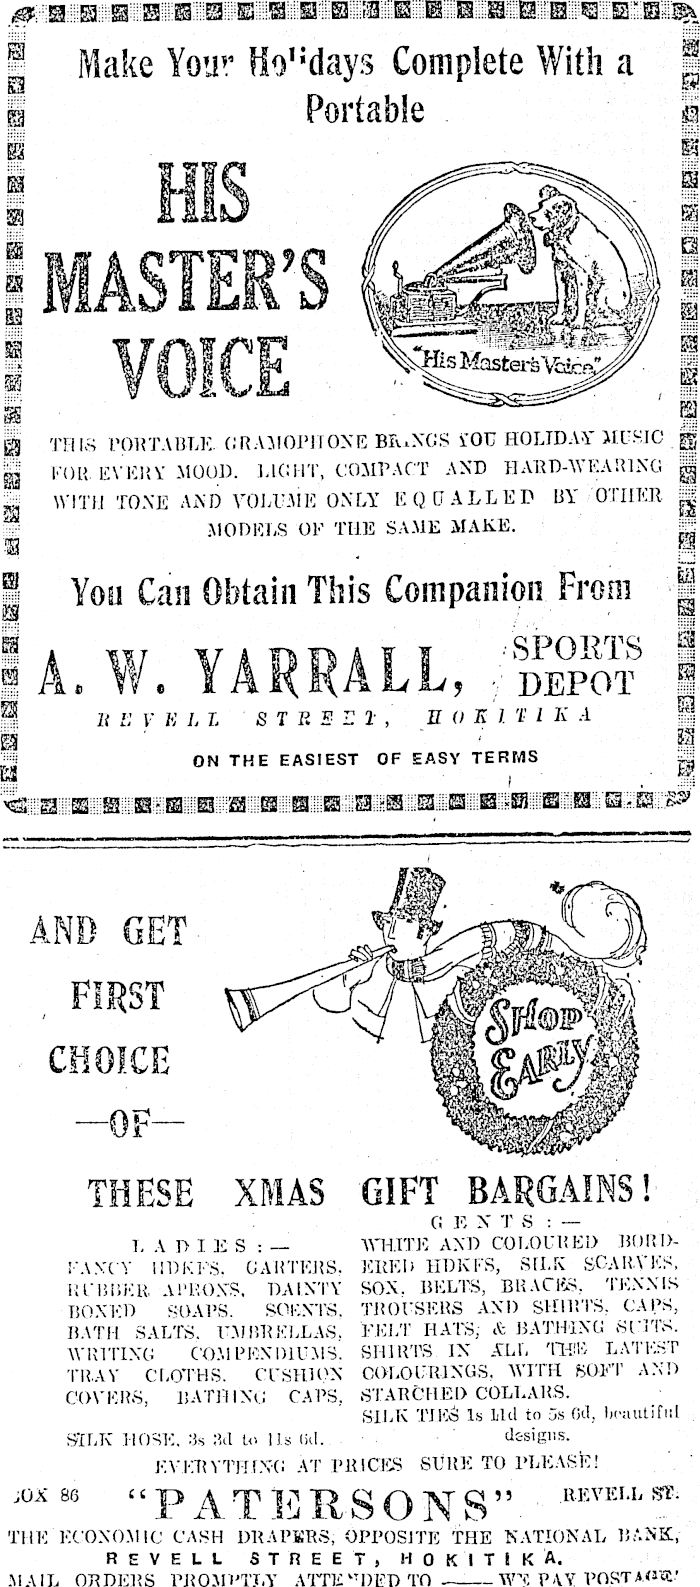 Make Your Holidays Complete With a
Portable
HIS
MASTER'S
VOICE
"His Master's Voice"
THIS PORTABLE GRAMOPHONE BRINGS YOU HOLIDAY MUSIC
FOR EVERY MOOD. LIGHT, COMPACT AND HARD-WEARING
WITH TONE AND VOLUME ONLY EQUALLED BY OTHER
MODELS OF THE SAME MAKE.
You Can Obtain This Companion From
A. W. YARRALL,
SPORTS
DEPOT
REVELL STREET, HOKITIKA
ON THE EASIEST OF EASY TERMS
AND GET
FIRST
CHOICE
—OF—
SHOP
EARLY
THESE XMAS GIFT BARGAINS!
LADIES:—
FANCY HDKFS, GARTERS,
RUBBER APRONS, DAINTY
BOXED SOAPS, SCENTS,
BATH SALTS, UMBRELLAS,
WRITING COMPENDIUMS,
TRAY CLOTHS, CUSHION
COVERS, BATHING CAPS,
SILK HOSE, 3s 3d to 11s 6d.
GENTS:—
WHITE AND COLOURED BORD-
ERED HDKFS, SILK SCARVES,
SOX, BELTS, BRACES, TENNIS
TROUSERS AND SHIRTS, CAPS,
FELT HATS, & BATHING SUITS.
SHIRTS IN ALL THE LATEST
COLOURINGS, WITH SOFT AND
STARCHED COLLARS.
SILK TIES 1s 11d to 5s 6d, beautiful
designs.
EVERYTHING AT PRICES SURE TO PLEASE!
BOX 86 "PATERSONS" REVELL ST.
THE ECONOMIC CASH DRAPERS, OPPOSITE THE NATIONAL BANK,
REVELL STREET, HOKITIKA.
MAIL ORDERS PROMPTLY ATTENDED TO —— WE PAY POSTAGE!